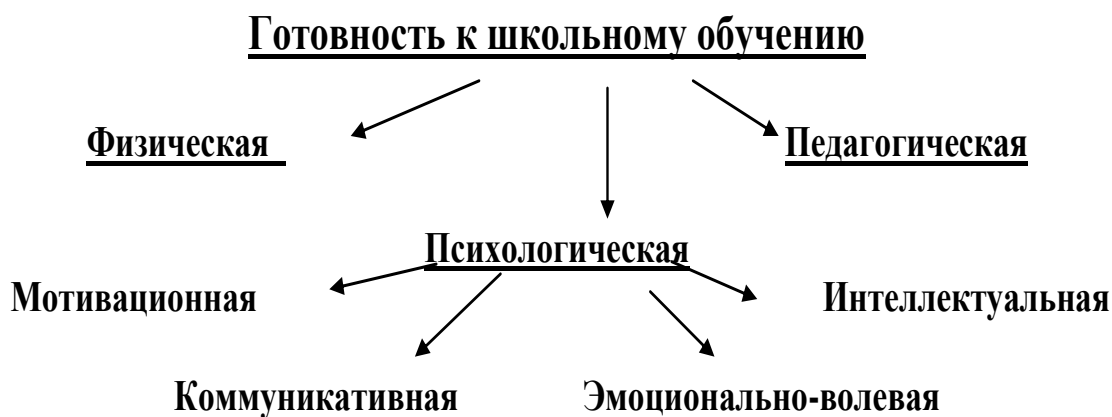 Готовность к школьному обучению
Физическая
Педагогическая
Психологическая
Мотивационная
Интеллектуальная
Коммуникативная
Эмоционально-волевая